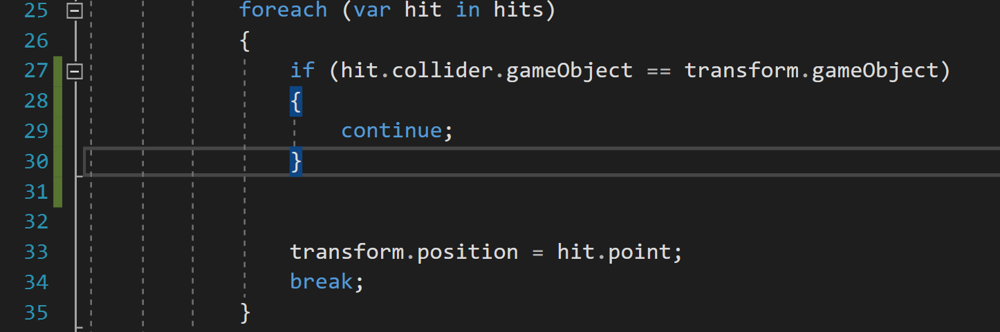 25 foreach (var hit in hits)
26 {
27 if (hit.collider.gameObject == transform.gameObject)
28 {
29 continue;
30 }
31
32
33 transform.position = hit.point;
34 break;
35 }